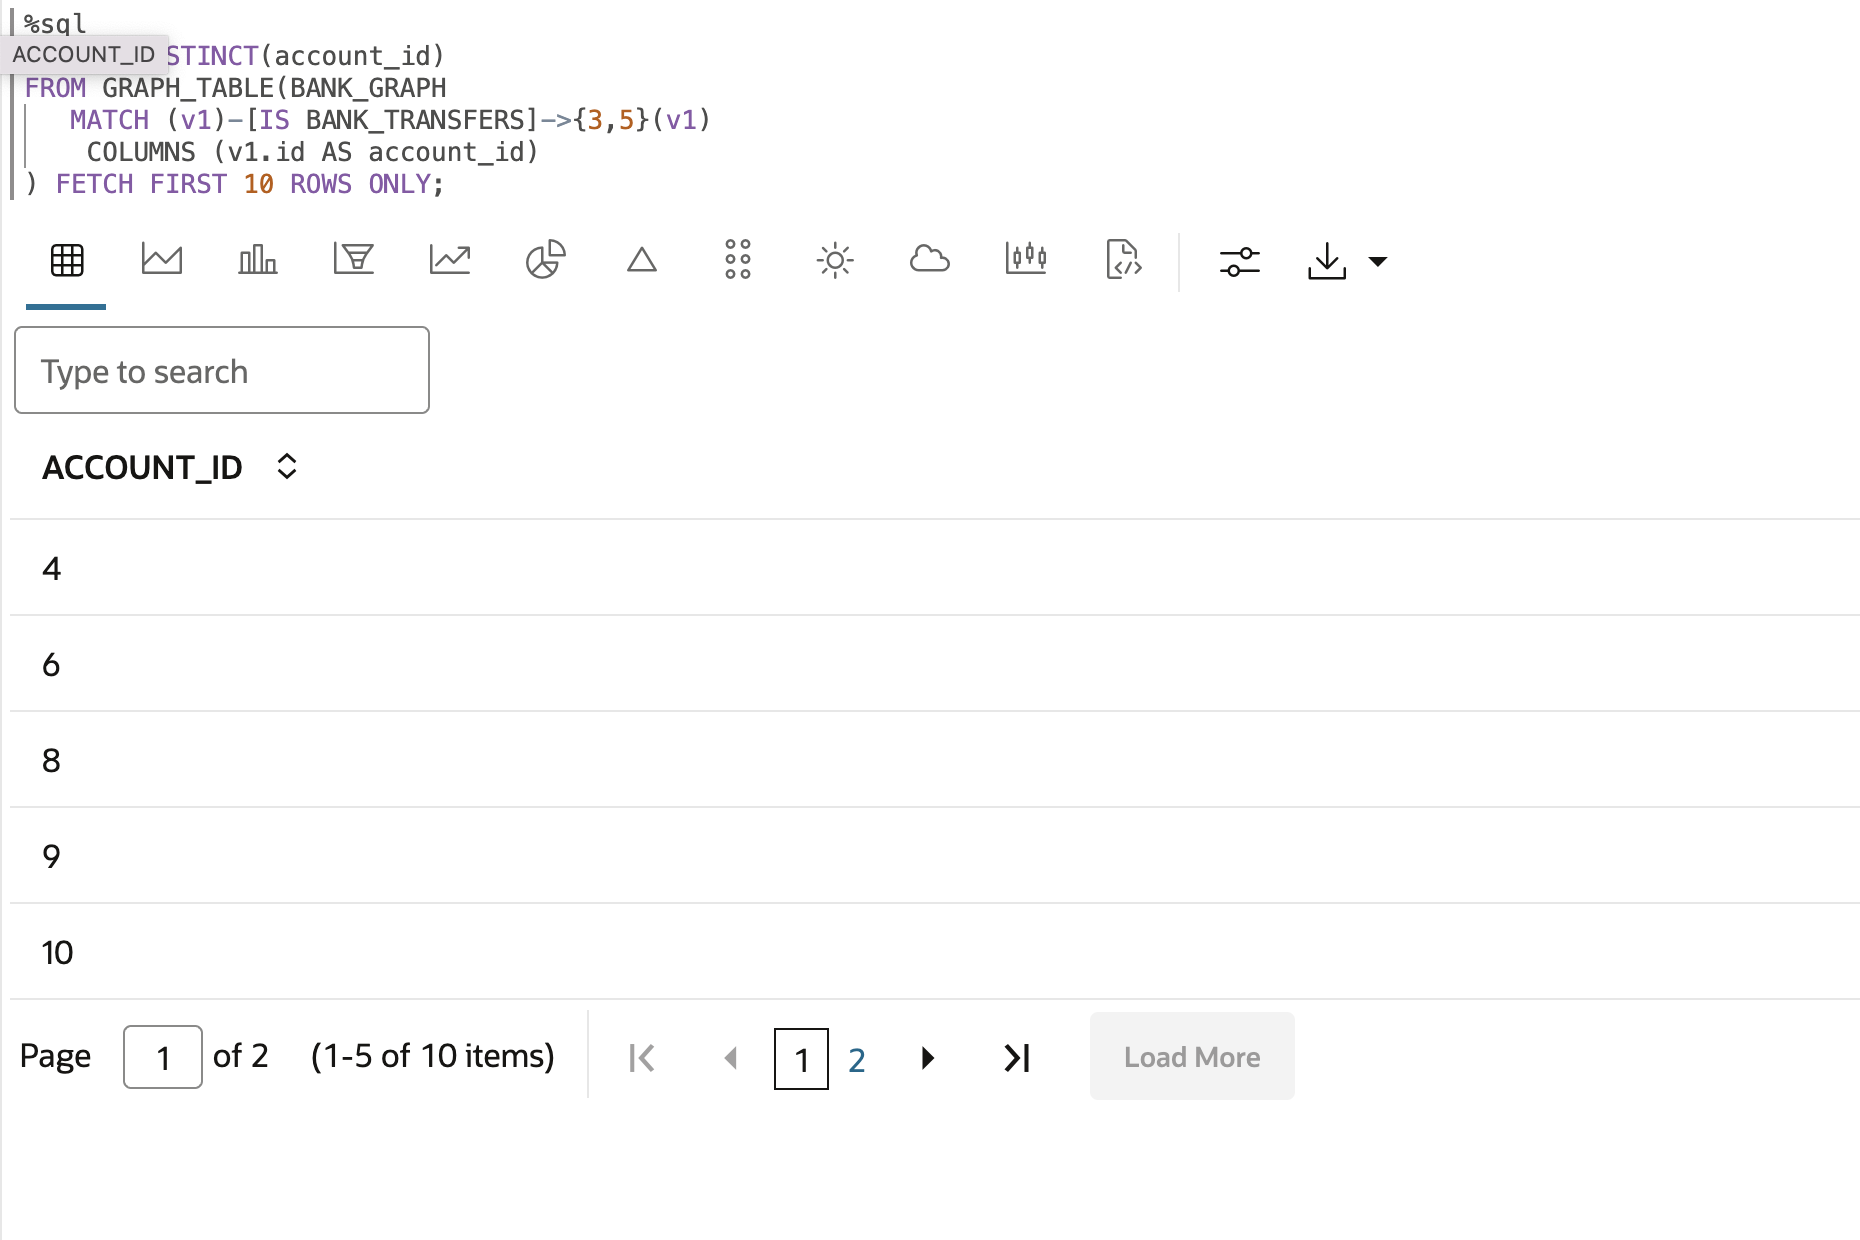 %sql
ACCOUNT_ID STINCT(account_id)
FROM GRAPH_TABLE(BANK_GRAPH
MATCH (v1)-[IS BANK_TRANSFERS]->{3,5}(v1)
COLUMNS (v1.id AS account_id)
) FETCH FIRST 10 ROWS ONLY;
Type to search
ACCOUNT_ID
4
6
8
9
10
Page 1 of 2 (1-5 of 10 items) 1 2 Load More